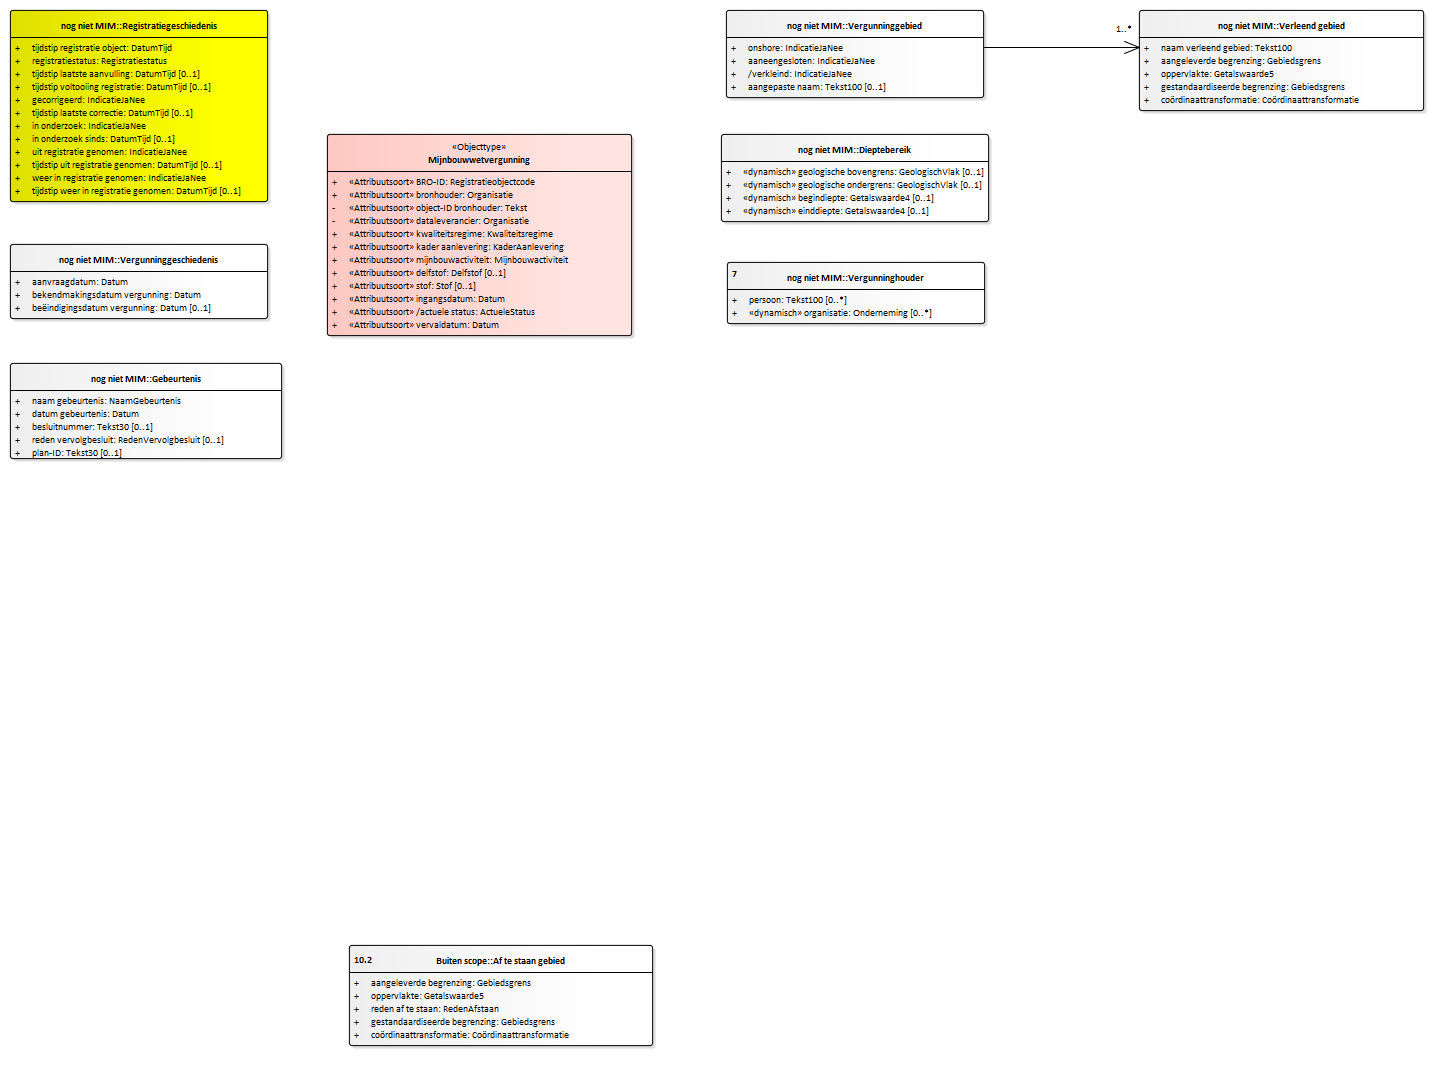 nog niet MIM::Registratiegeschiedenis
+ tijdstip registratie object: DatumTijd
+ registratiestatus: Registratiestatus
+ tijdstip laatste aanvulling: DatumTijd [0..1]
+ tijdstip voltooiing registratie: DatumTijd [0..1]
+ gecorrigeerd: IndicatieJaNee
+ tijdstip laatste correctie: DatumTijd [0..1]
+ in onderzoek: IndicatieJaNee
+ in onderzoek sinds: DatumTijd [0..1]
+ uit registratie genomen: IndicatieJaNee
+ tijdstip uit registratie genomen: DatumTijd [0..1]
+ weer in registratie genomen: IndicatieJaNee
+ tijdstip weer in registratie genomen: DatumTijd [0..1]
nog niet MIM::Vergunninggeschiedenis
+ aanvraagdatum: Datum
+ bekendmakingsdatum vergunning: Datum
+ beëindigingsdatum vergunning: Datum [0..1]
nog niet MIM::Gebeurtenis
+ naam gebeurtenis: NaamGebeurtenis
+ datum gebeurtenis: Datum
+ besluitnummer: Tekst30 [0..1]
+ reden vervolgbesluit: RedenVervolgbesluit [0..1]
+ plan-ID: Tekst30 [0..1]
«Objecttype»
Mijnbouwwetvergunning
+ «Attribuutsoort» BRO-ID: Registratieobjectcode
+ «Attribuutsoort» bronhouder: Organisatie
- «Attribuutsoort» object-ID bronhouder: Tekst
- «Attribuutsoort» dataleverancier: Organisatie
+ «Attribuutsoort» kwaliteitsregime: Kwaliteitsregime
+ «Attribuutsoort» kader aanlevering: KaderAanlevering
+ «Attribuutsoort» mijnbouwactiviteit: Mijnbouwactiviteit
+ «Attribuutsoort» delfstof: Delfstof [0..1]
+ «Attribuutsoort» stof: Stof [0..1]
+ «Attribuutsoort» ingangsdatum: Datum
+ «Attribuutsoort» /actuele status: ActueleStatus
+ «Attribuutsoort» vervaldatum: Datum
nog niet MIM::Vergunninggebied
+ onshore: IndicatieJaNee
+ aaneengesloten: IndicatieJaNee
+ /verkleind: IndicatieJaNee
+ aangepaste naam: Tekst100 [0..1]
1..*
nog niet MIM::Verleend gebied
+ naam verleend gebied: Tekst100
+ aangeleverde begrenzing: Gebiedsgrens
+ oppervlakte: Getalswaarde5
+ gestandaardiseerde begrenzing: Gebiedsgrens
+ coördinaattransformatie: Coördinaattransformatie
nog niet MIM::Dieptebereik
+ «dynamisch» geologische bovengrens: GeologischVlak [0..1]
+ «dynamisch» geologische ondergrens: GeologischVlak [0..1]
+ «dynamisch» begindiepte: Getalswaarde4 [0..1]
+ «dynamisch» einddiepte: Getalswaarde4 [0..1]
7 nog niet MIM::Vergunninghouder
+ persoon: Tekst100 [0..*]
+ «dynamisch» organisatie: Onderneming [0..*]
10.2 Buiten scope::Af te staan gebied
+ aangeleverde begrenzing: Gebiedsgrens
+ oppervlakte: Getalswaarde5
+ reden af te staan: RedenAfstaan
+ gestandaardiseerde begrenzing: Gebiedsgrens
+ coördinaattransformatie: Coördinaattransformatie